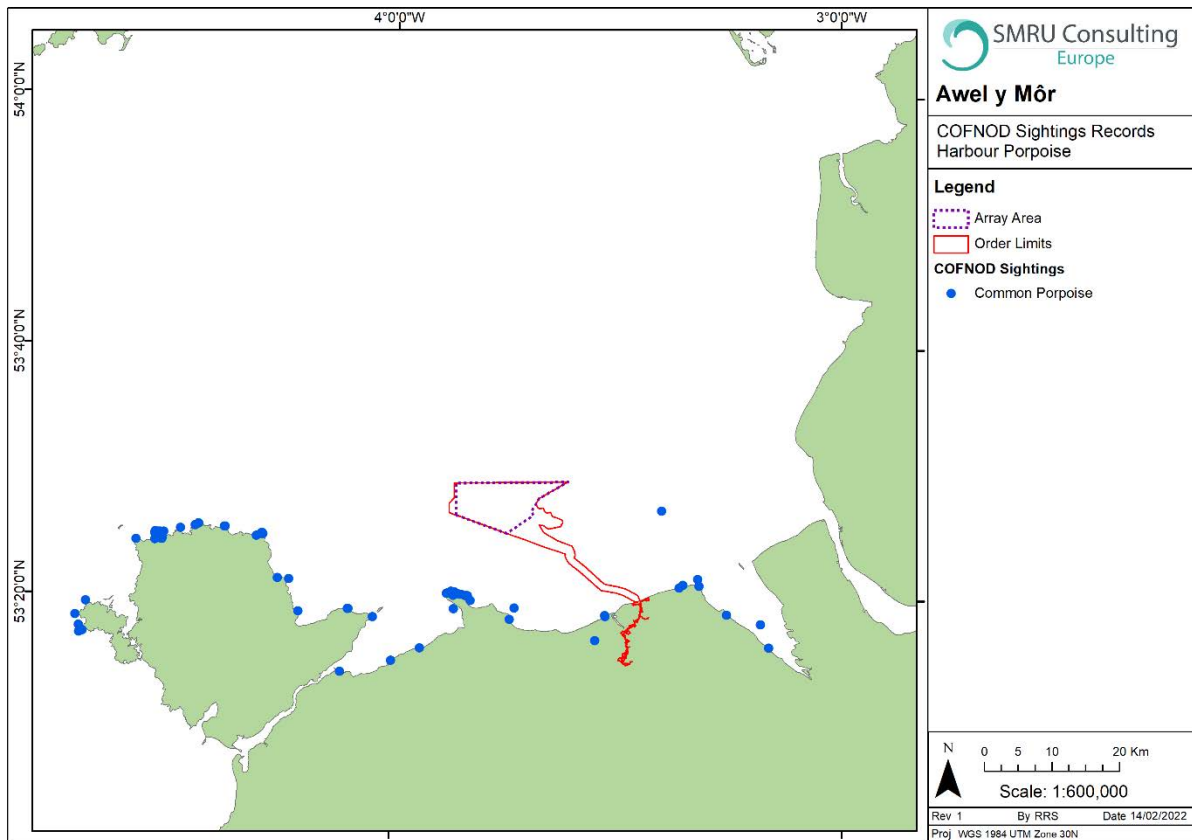 4°0'0"W
3°0'0"W
54°0'0"N
53°40'0"N
53°20'0"N
SMRU Consulting
Europe
Awel y Môr
COFNOD Sightings Records
Harbour Porpoise
Legend
Array Area
Order Limits
COFNOD Sightings
Common Porpoise
N
0 5 10 20 Km
Scale: 1:600,000
Rev 1 By RRS Date 14/02/2022
Proj WGS 1984 UTM Zone 30N